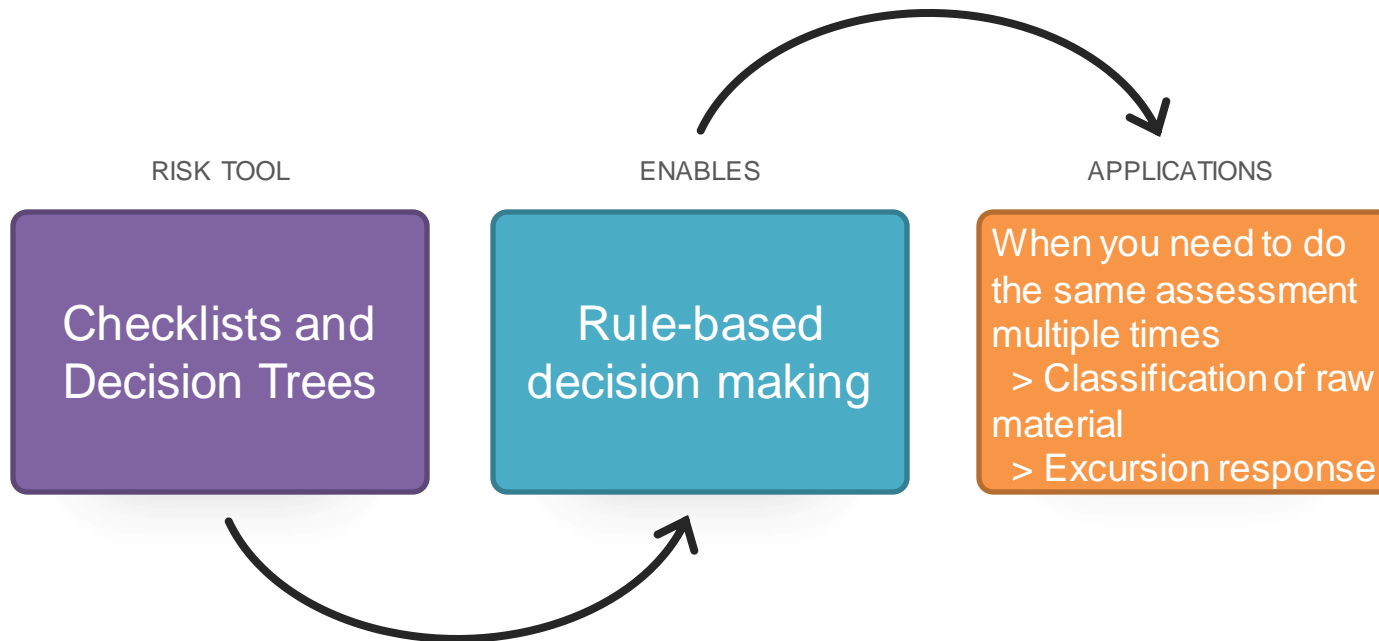 RISK TOOL
Checklists and
Decision Trees
ENABLES
Rule-based
decision making
APPLICATIONS
When you need to do
the same assessment
multiple times
> Classification of raw
material
> Excursion response